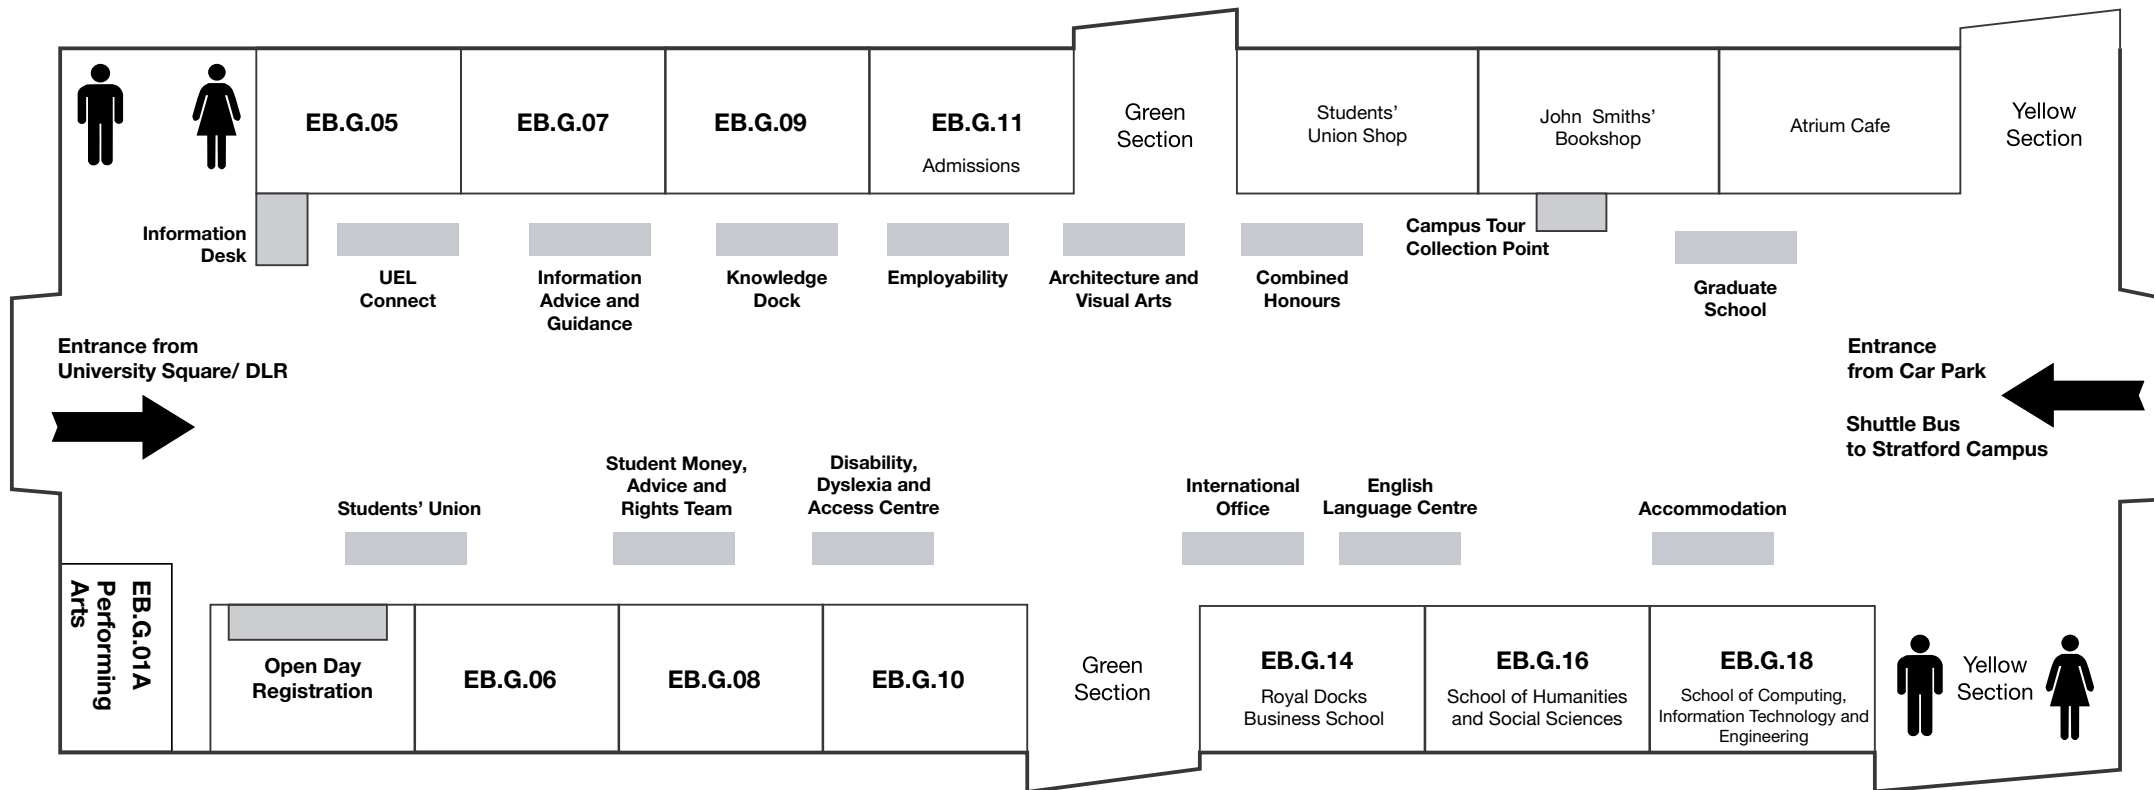 EB.G.05
EB.G.07
EB.G.09
EB.G.11
Admissions
Green
Section
Students’
Union Shop
John Smiths’
Bookshop
Atrium Cafe
Yellow
Section
Information
Desk
UEL
Connect
Information
Advice and
Guidance
Knowledge
Dock
Employability
Architecture and
Visual Arts
Combined
Honours
Campus Tour
Collection Point
Graduate
School
Entrance from
University Square/ DLR
Entrance
from Car Park
Shuttle Bus
to Stratford Campus
Students’ Union
Student Money,
Advice and
Rights Team
Disability,
Dyslexia and
Access Centre
International
Office
English
Language Centre
Accommodation
EB.G.01A
Performing
Arts
Open Day
Registration
EB.G.06
EB.G.08
EB.G.10
Green
Section
EB.G.14
Royal Docks
Business School
EB.G.16
School of Humanities
and Social Sciences
EB.G.18
School of Computing,
Information Technology and
Engineering
Yellow
Section